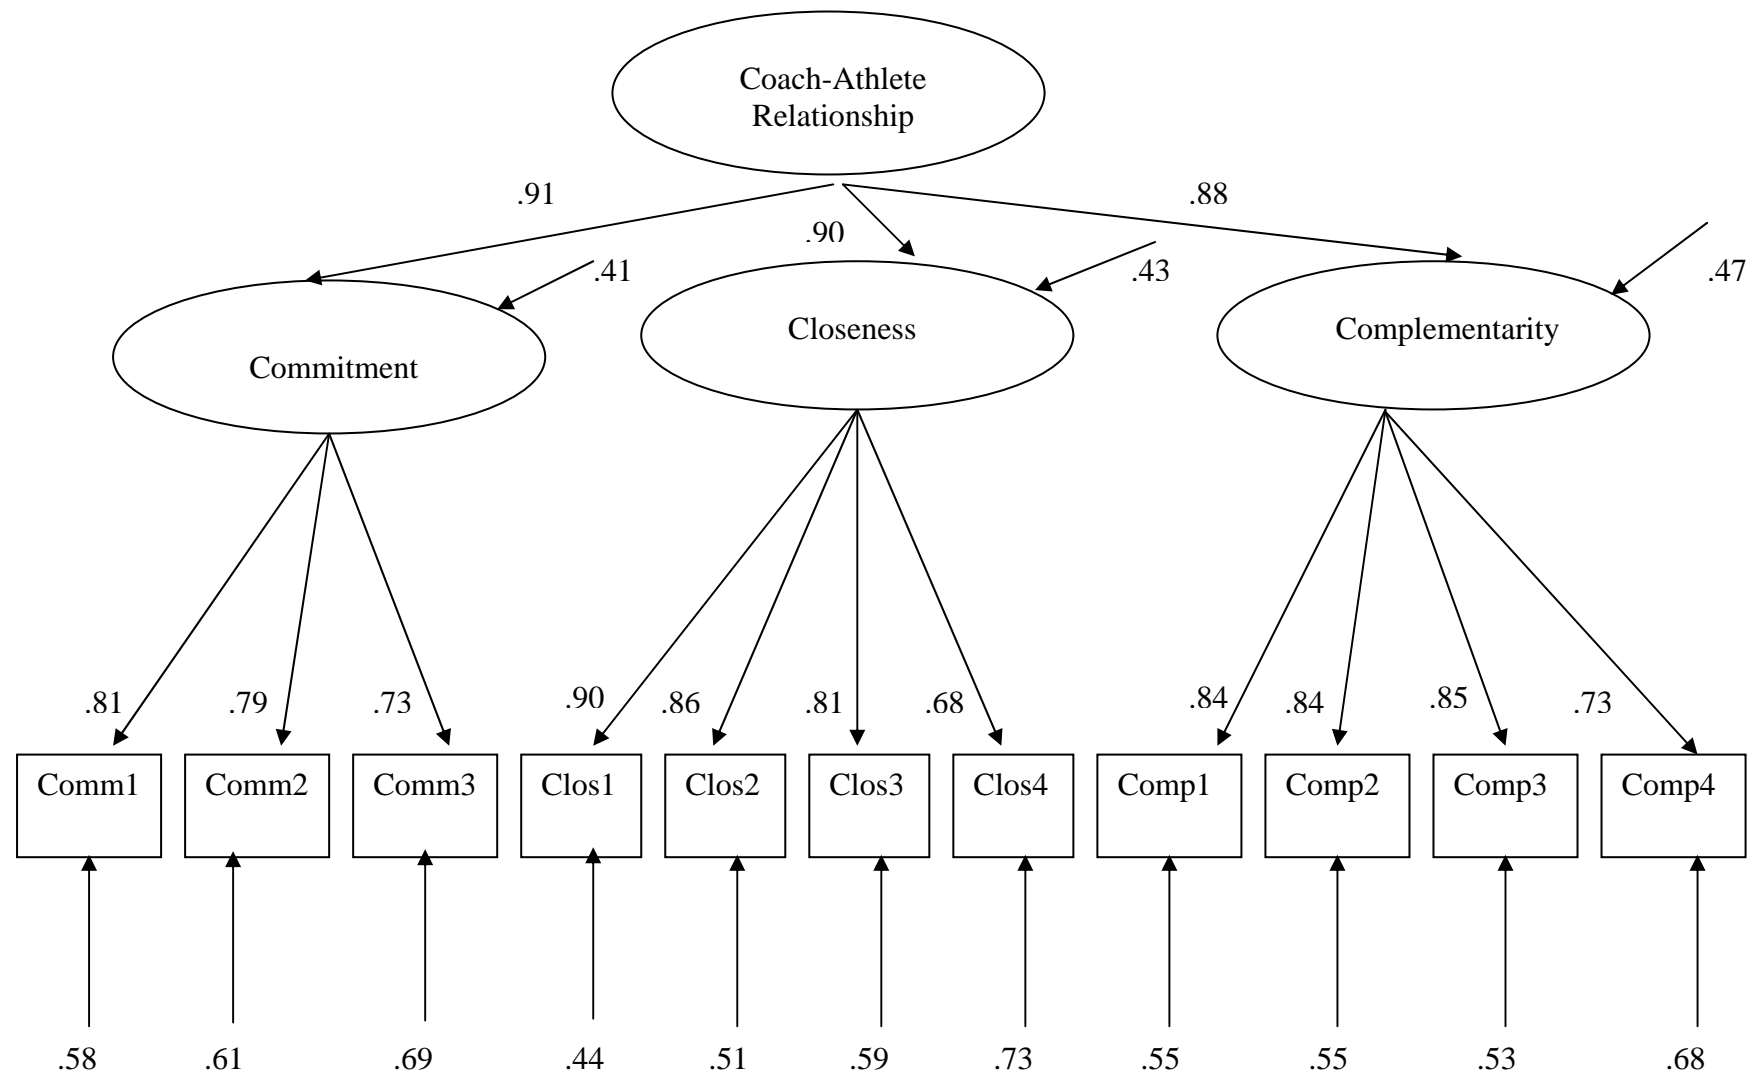 Coach-Athlete
Relationship
.91
.88
.90
.41
.43
.47
Closeness
Complementarity
Commitment
.81
.79
.73
.90
.86
.81
.68
.84
.84
.85
.73
Comm1
Comm2
Comm3
Clos1
Clos2
Clos3
Clos4
Comp1
Comp2
Comp3
Comp4
.58
.61
.69
.44
.51
.59
.73
.55
.55
.53
.68